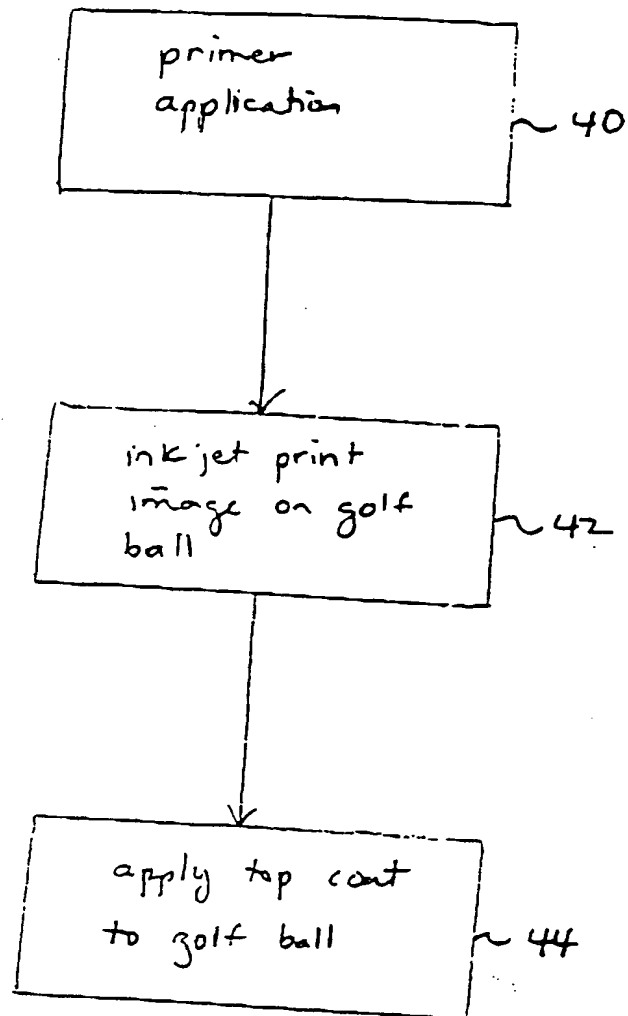 primer
application
40
inkjet print
image on golf
ball
42
apply top coat
to golf ball
44